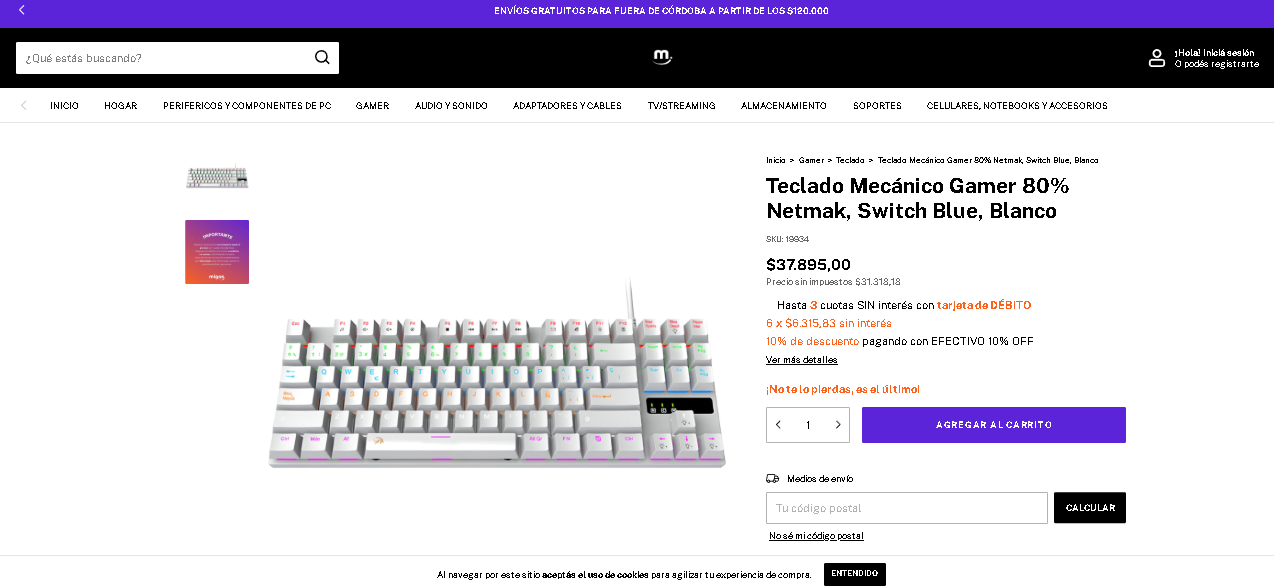 ENVÍOS GRATUITOS PARA FUERA DE CÓRDOBA A PARTIR DE LOS $120.000
¿Qué estás buscando?
m
¡Hola! Iniciá sesión
O podés registrarte
INICIO HOGAR PERIFERICOS Y COMPONENTES DE PC GAMER AUDIO Y SONIDO ADAPTADORES Y CABLES TV/STREAMING ALMACENAMIENTO SOPORTES CELULARES, NOTEBOOKS Y ACCESORIOS
Inicio > Gamer > Teclado > Teclado Mecánico Gamer 80% Netmak, Switch Blue, Blanco
Teclado Mecánico Gamer 80%
Netmak, Switch Blue, Blanco
SKU: 19934
$37.895,00
Precio sin impuestos $31.318,18
Hasta 3 cuotas SIN interés con tarjeta de DÉBITO
6 x $6.315,83 sin interés
10% de descuento pagando con EFECTIVO 10% OFF
Ver más detalles
¡No te lo pierdas, es el último!
1
AGREGAR AL CARRITO
Medios de envío
Tu código postal
CALCULAR
No sé mi código postal
IMPORTANTE
Al navegar por este sitio aceptás el uso de cookies para agilizar tu experiencia de compra.
ENTENDIDO